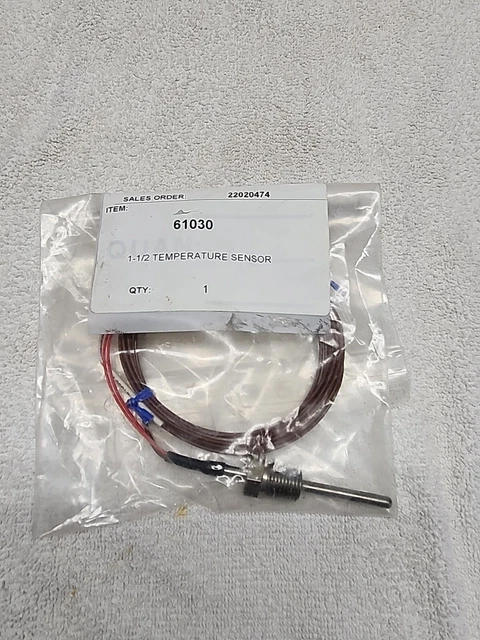 SALES ORDER: 22020474
ITEM:
61030
1-1/2 TEMPERATURE SENSOR
QTY: 1